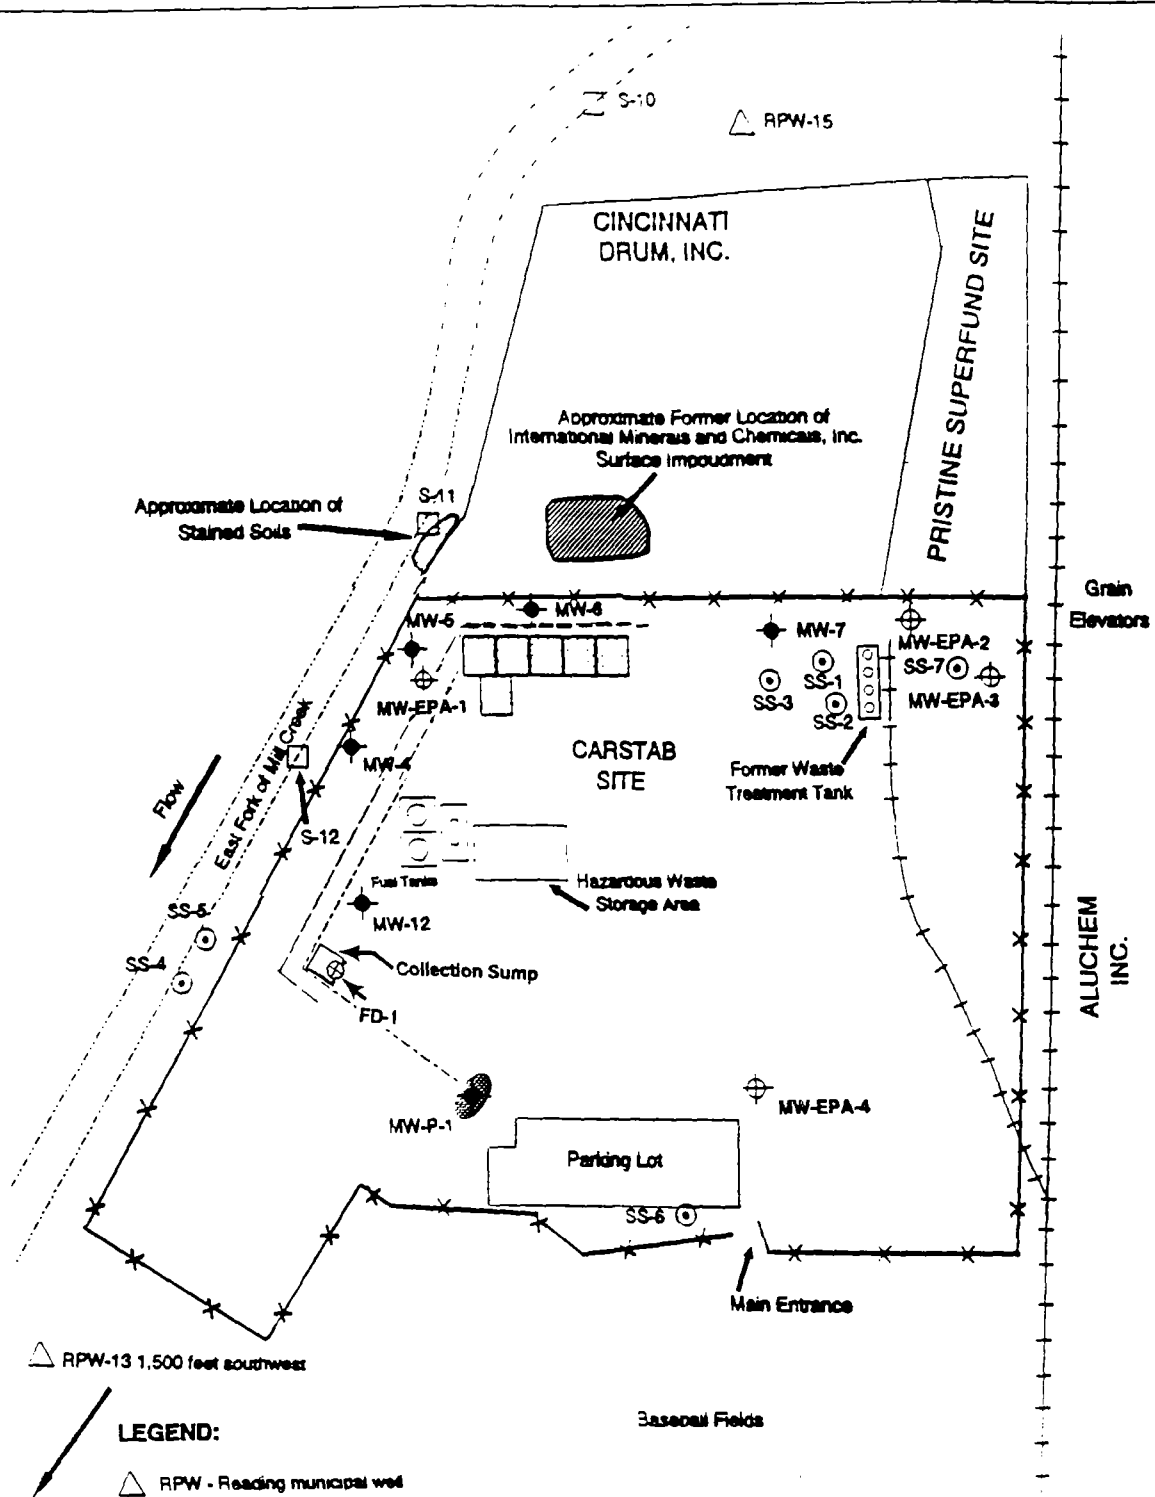 S-10
RPW-15
CINCINNATI
DRUM, INC.
PRISTINE SUPERFUND SITE
Approximate Former Location of
International Minerals and Chemicals, Inc.
Surface Impoudment
S-11
Approximate Location of
Stained Soils
Grain
Elevators
MW-5
MW-6
MW-7
MW-EPA-2
SS-1
SS-7
SS-3
MW-EPA-3
MW-EPA-1
SS-2
CARSTAB
SITE
MW-4
Former Waste
Treatment Tank
Flow
East Fork of Mill Creek
S-12
Fuel Tanks
Hazardous Waste
Storage Area
SS-5
MW-12
SS-4
Collection Sump
ALUCHEM
INC.
FD-1
MW-P-1
MW-EPA-4
Parking Lot
SS-6
Main Entrance
RPW-13 1,500 feet southwest
Baseball Fields
LEGEND:
RPW - Reading municipal well